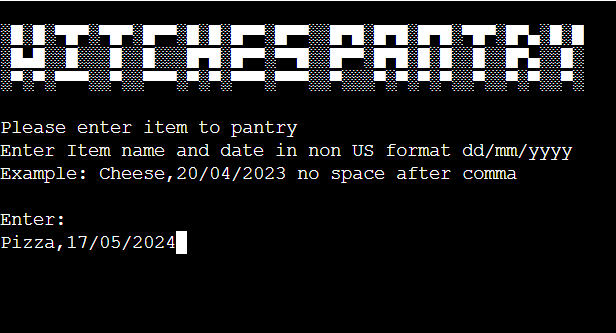 WITCHES PANTRY
Please enter item to pantry
Enter Item name and date in non US format dd/mm/yyyy
Example: Cheese,20/04/2023 no space after comma
Enter:
Pizza,17/05/2024